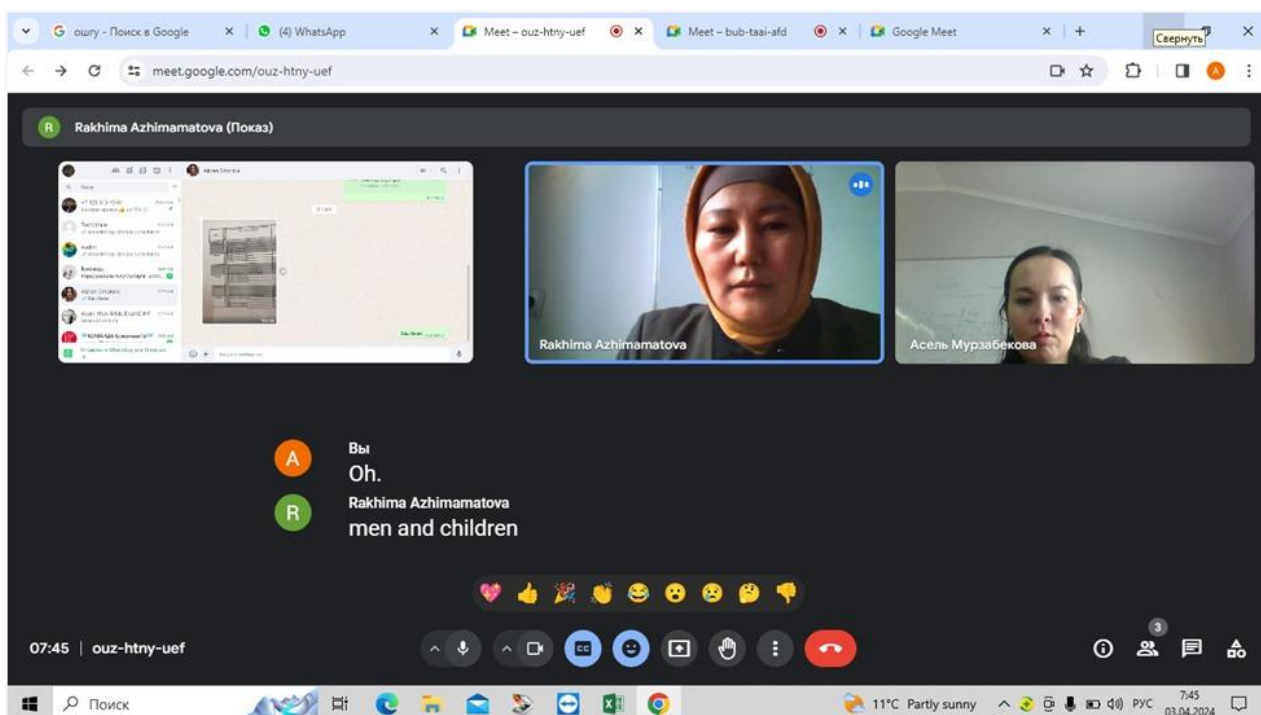 ошгу - Поиск в Google
(4) WhatsApp
Meet – ouz-htny-uef
Meet – bub-taai-afd
Google Meet
Свернуть
meet.google.com/ouz-htny-uef
A
R
Rakhima Azhimamatova (Показ)
Rakhima Azhimamatova
Асель Мурзабекова
A
Вы
Oh.
R
Rakhima Azhimamatova
men and children
07:45 | ouz-htny-uef
CC
3
Поиск
11°C Partly sunny
РУС
7:45
03.04.2024